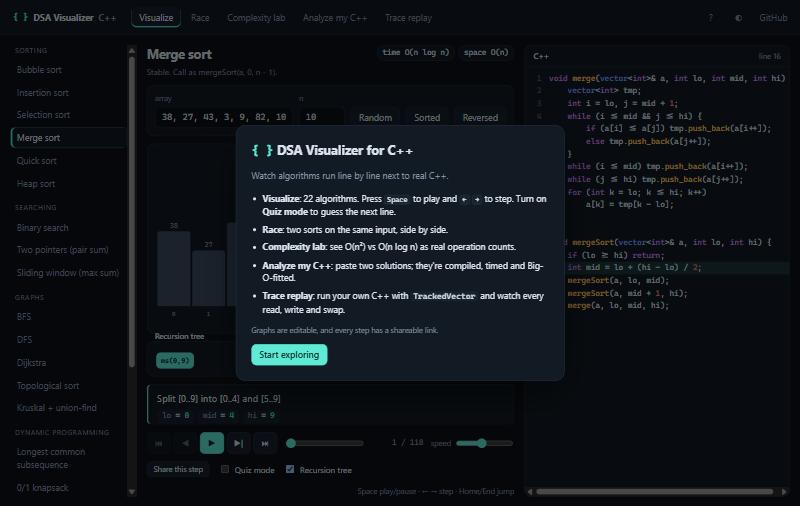 { } DSA Visualizer C++
Visualize Race Complexity lab Analyze my C++ Trace replay ? GitHub
SORTING
Bubble sort
Insertion sort
Selection sort
Merge sort
Quick sort
Heap sort
SEARCHING
Binary search
Two pointers (pair sum)
Sliding window (max sum)
GRAPHS
BFS
DFS
Dijkstra
Topological sort
Kruskal + union-find
DYNAMIC PROGRAMMING
Longest common
subsequence
0/1 knapsack
Merge sort
time O(n log n) space O(n)
Stable. Call as mergeSort(a, 0, n - 1).
array n
38, 27, 43, 3, 9, 82, 10 10 Random Sorted Reversed
38
27
0 1
Recursion tree
ms(0,9)
{ } DSA Visualizer for C++
Watch algorithms run line by line next to real C++.
• Visualize: 22 algorithms. Press Space to play and ← → to step. Turn on
Quiz mode to guess the next line.
• Race: two sorts on the same input, side by side.
• Complexity lab: see O(n²) vs O(n log n) as real operation counts.
• Analyze my C++: paste two solutions; they're compiled, timed and Big-
O-fitted.
• Trace replay: run your own C++ with TrackedVector and watch every
read, write and swap.
Graphs are editable, and every step has a shareable link.
Start exploring
Split [0..9] into [0..4] and [5..9]
lo = 0 mid = 4 hi = 9
1 / 118 speed
Share this step Quiz mode Recursion tree
Space play/pause · ← → step · Home/End jump
C++ line 16
1 void merge(vector<int>& a, int lo, int mid, int hi)
2 vector<int> tmp;
3 int i = lo, j = mid + 1;
4 while (i ≤ mid && j ≤ hi) {
if (a[i] ≤ a[j]) tmp.push_back(a[i++]);
else tmp.push_back(a[j++]);
}
while (i ≤ mid) tmp.push_back(a[i++]);
while (j ≤ hi) tmp.push_back(a[j++]);
for (int k = lo; k ≤ hi; k++)
a[k] = tmp[k - lo];
d mergeSort(vector<int>& a, int lo, int hi) {
if (lo ≥ hi) return;
int mid = lo + (hi - lo) / 2;
mergeSort(a, lo, mid);
mergeSort(a, mid + 1, hi);
merge(a, lo, mid, hi);